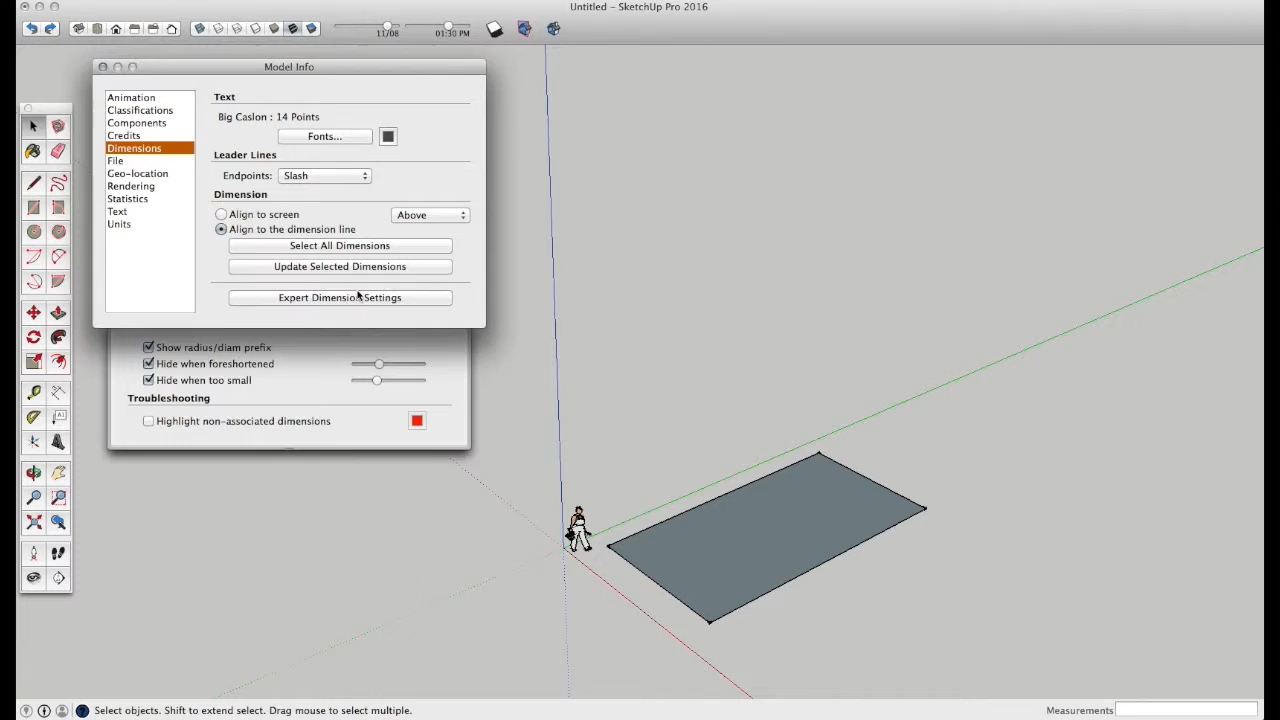 Untitled – SketchUp Pro 2016
11/08
01:30 PM
Model Info
Animation
Classifications
Components
Credits
Dimensions
File
Geo-location
Rendering
Statistics
Text
Units
Text
Big Caslon : 14 Points
Fonts...
Leader Lines
Endpoints: Slash
Dimension
Align to screen
Above
Align to the dimension line
Select All Dimensions
Update Selected Dimensions
Expert Dimension Settings
Show radius/diam prefix
Hide when foreshortened
Hide when too small
Troubleshooting
Highlight non-associated dimensions
Select objects. Shift to extend select. Drag mouse to select multiple.
Measurements